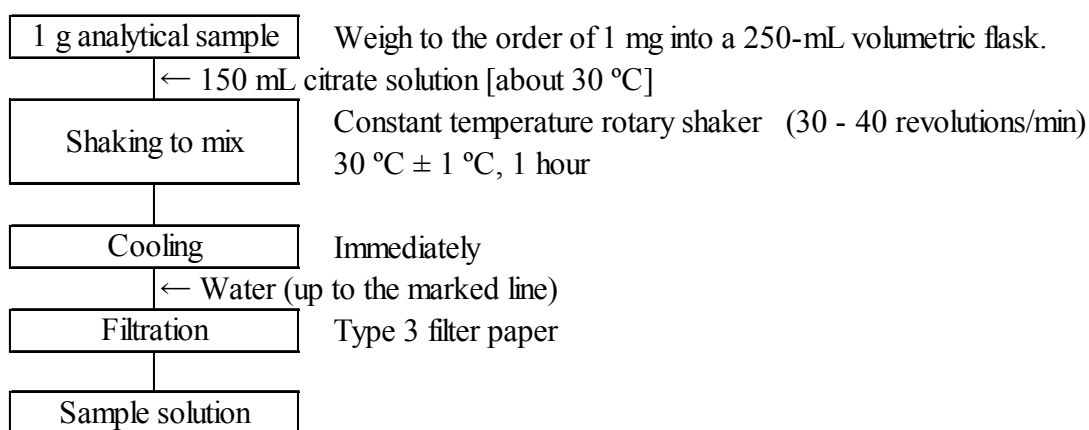 1 g analytical sample Weigh to the order of 1 mg into a 250-mL volumetric flask.
← 150 mL citrate solution [about 30 ºC]
Shaking to mix
Constant temperature rotary shaker (30 - 40 revolutions/min)
30 ºC ± 1 ºC, 1 hour
Cooling Immediately
← Water (up to the marked line)
Filtration Type 3 filter paper
Sample solution